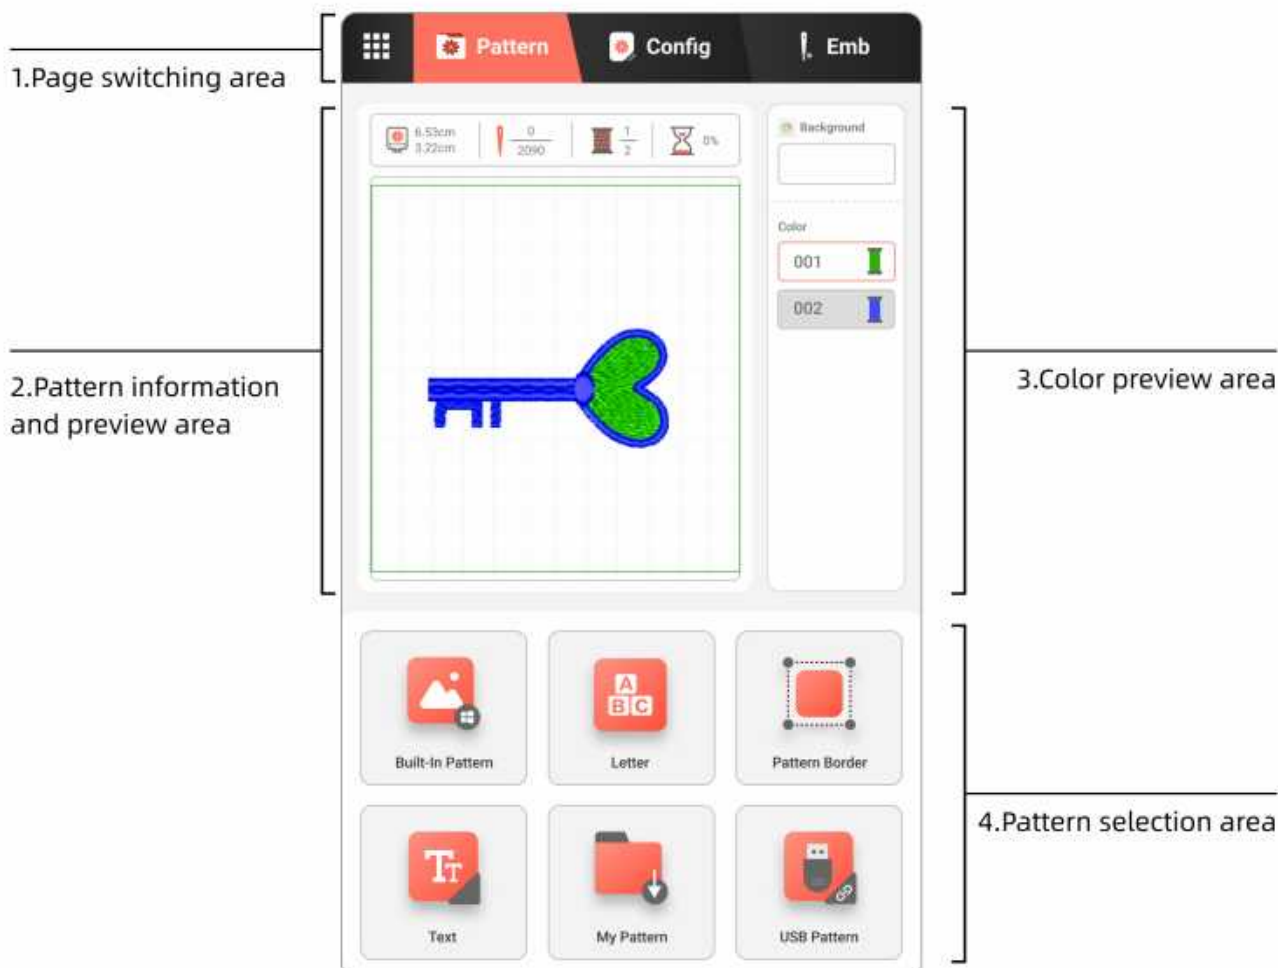 Pattern
Config
Emb
1.Page switching area
6.53cm
3.22cm
0
2090
1
2
0%
Background
Color
001
002
2.Pattern information
and preview area
3.Color preview area
Built-In Pattern
A
B C
Letter
Pattern Border
4.Pattern selection area
TT
Text
My Pattern
USB Pattern